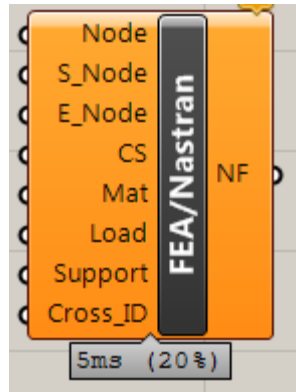 Node
S_Node
E_Node
CS
Mat
Load
Support
Cross_ID
FEA/Nastran
NF
5ms (20%)